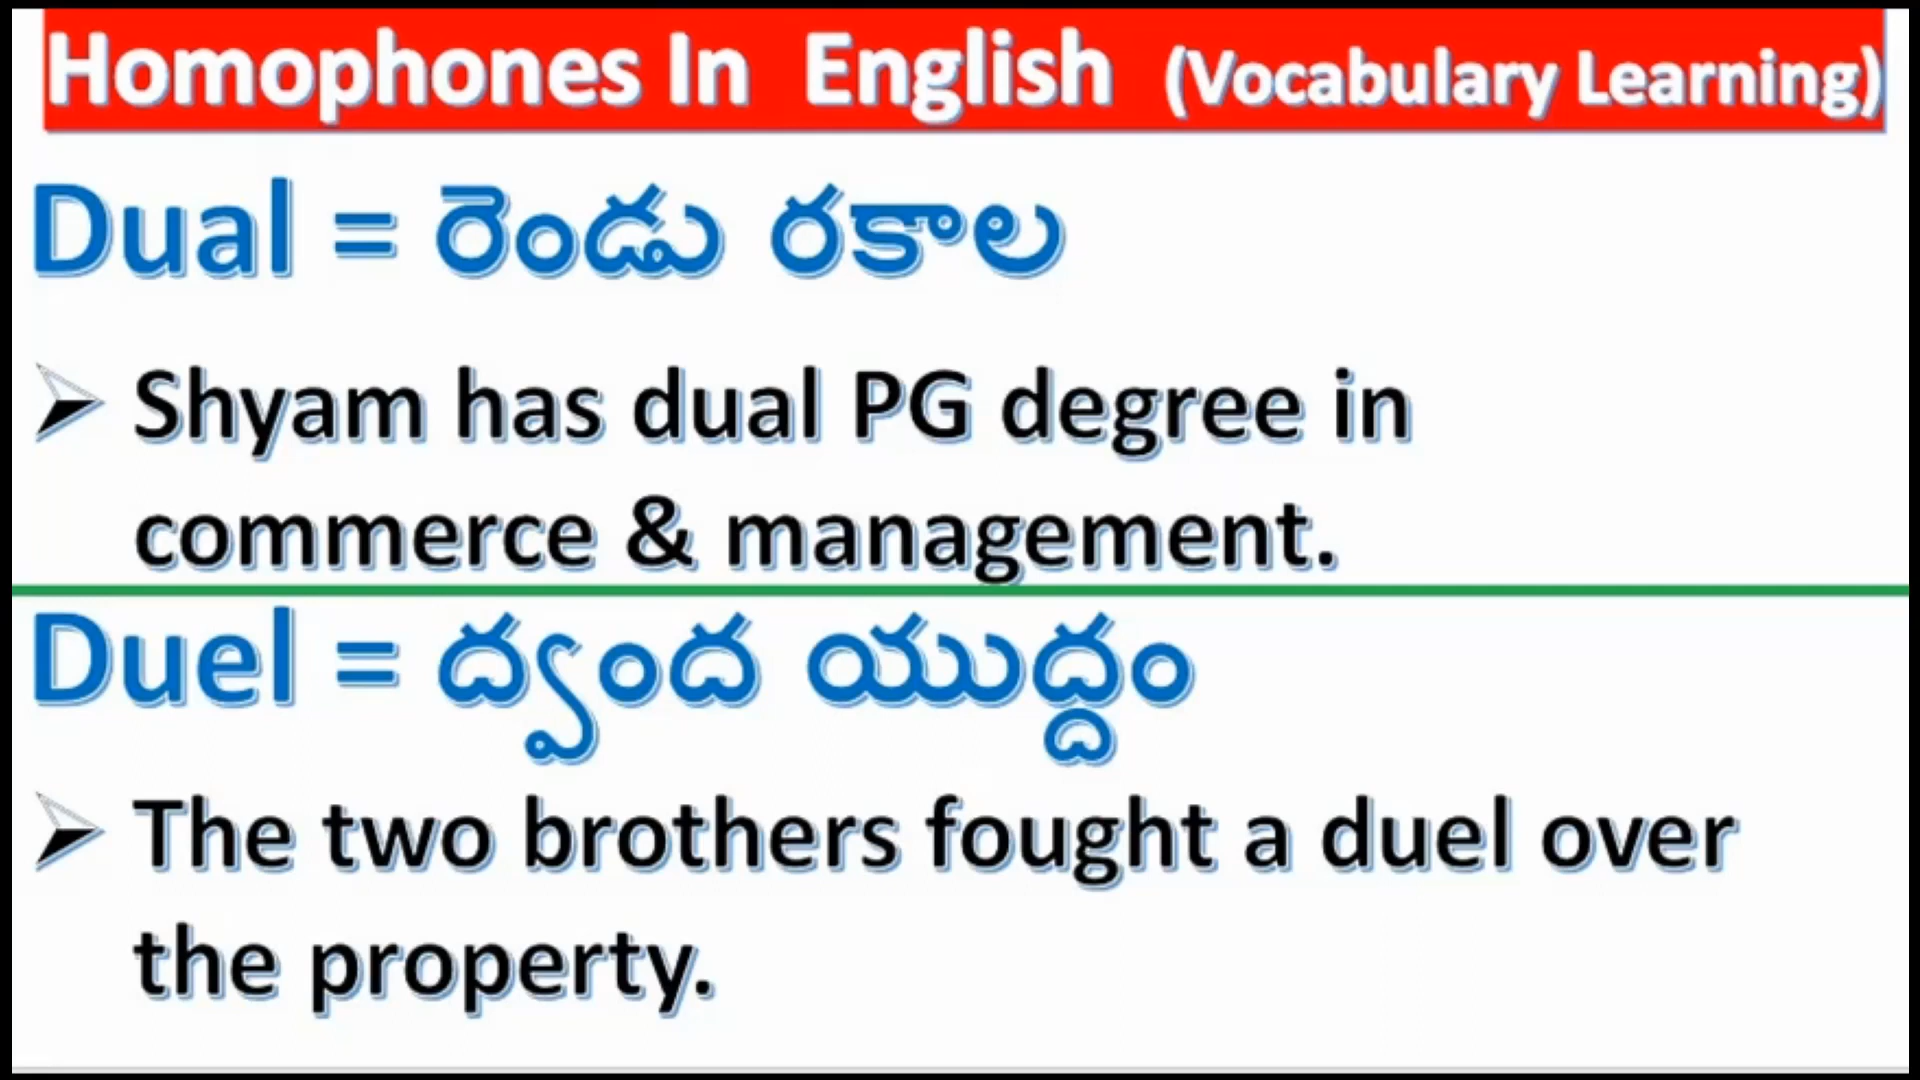 Homophones In English (Vocabulary Learning)
Dual = రెండు రకాల
➢ Shyam has dual PG degree in
commerce & management.
Duel = ద్వంద యుద్దం
➢ The two brothers fought a duel over
the property.